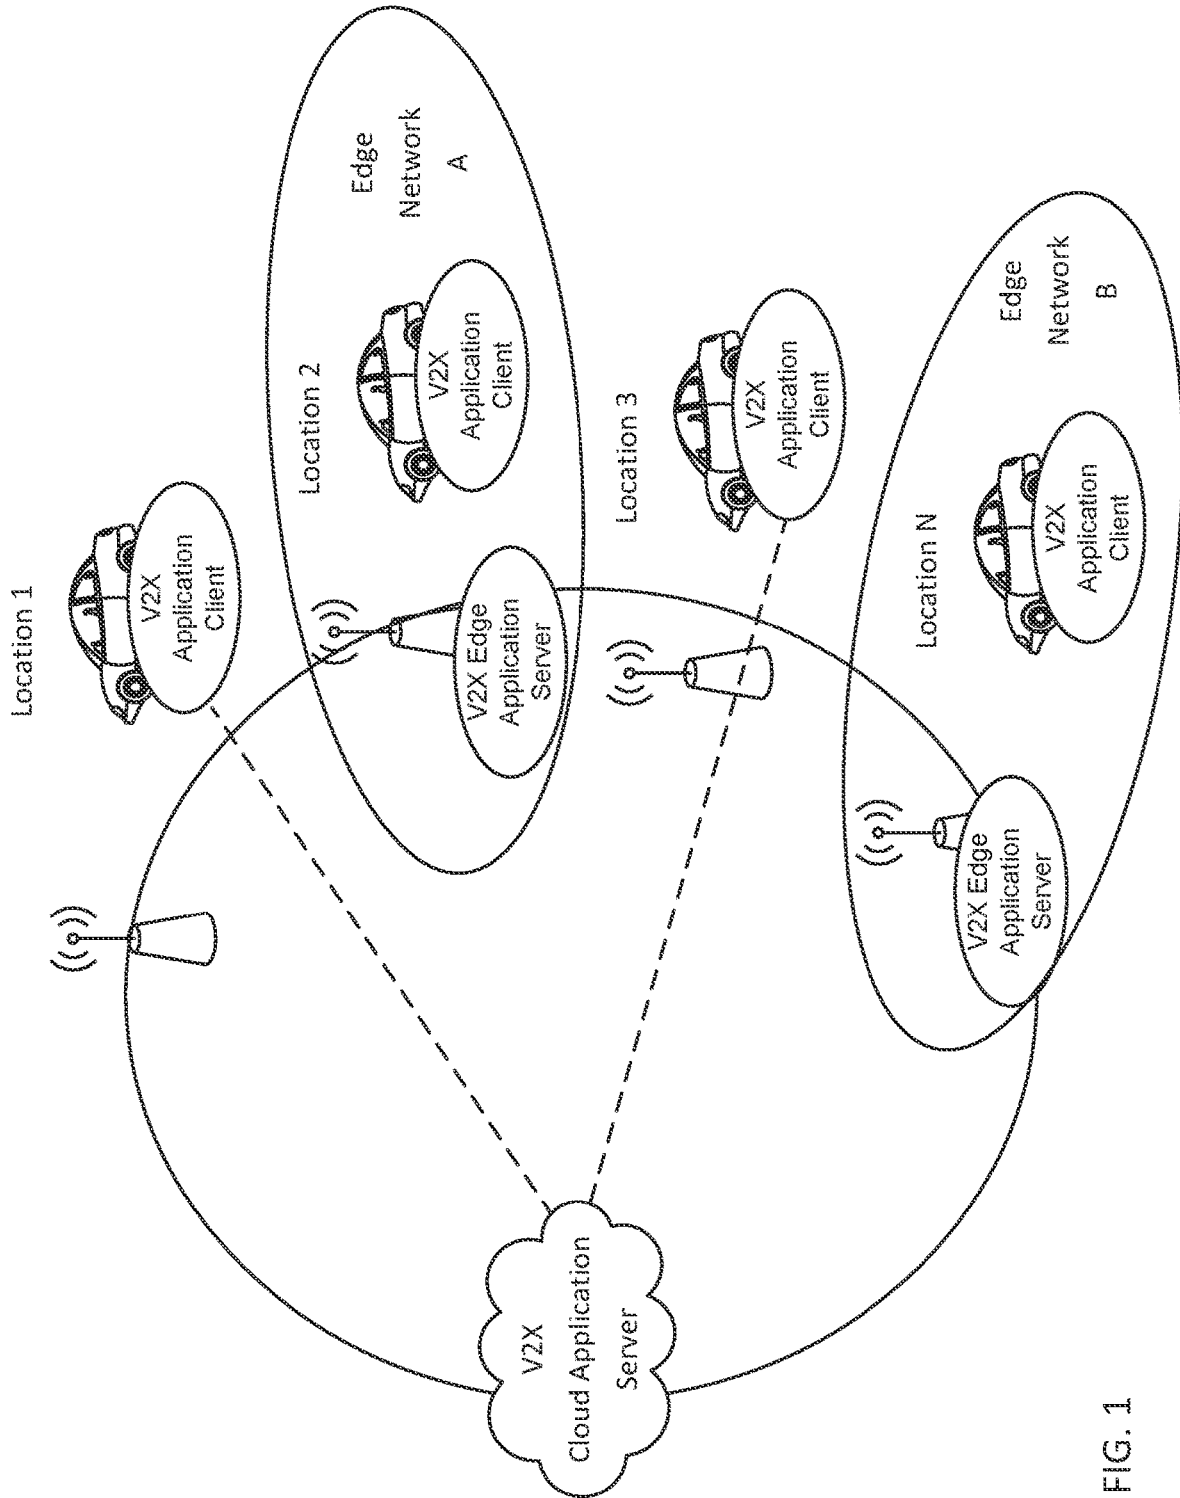 Location 1
V2X
Application
Client
Location 2
V2X
Application
Client
Edge
Network
A
V2X Edge
Application
Server
Location 3
V2X
Application
Client
Location N
V2X
Application
Client
Edge
Network
B
V2X Edge
Application
Server
V2X
Cloud Application
Server
FIG. 1